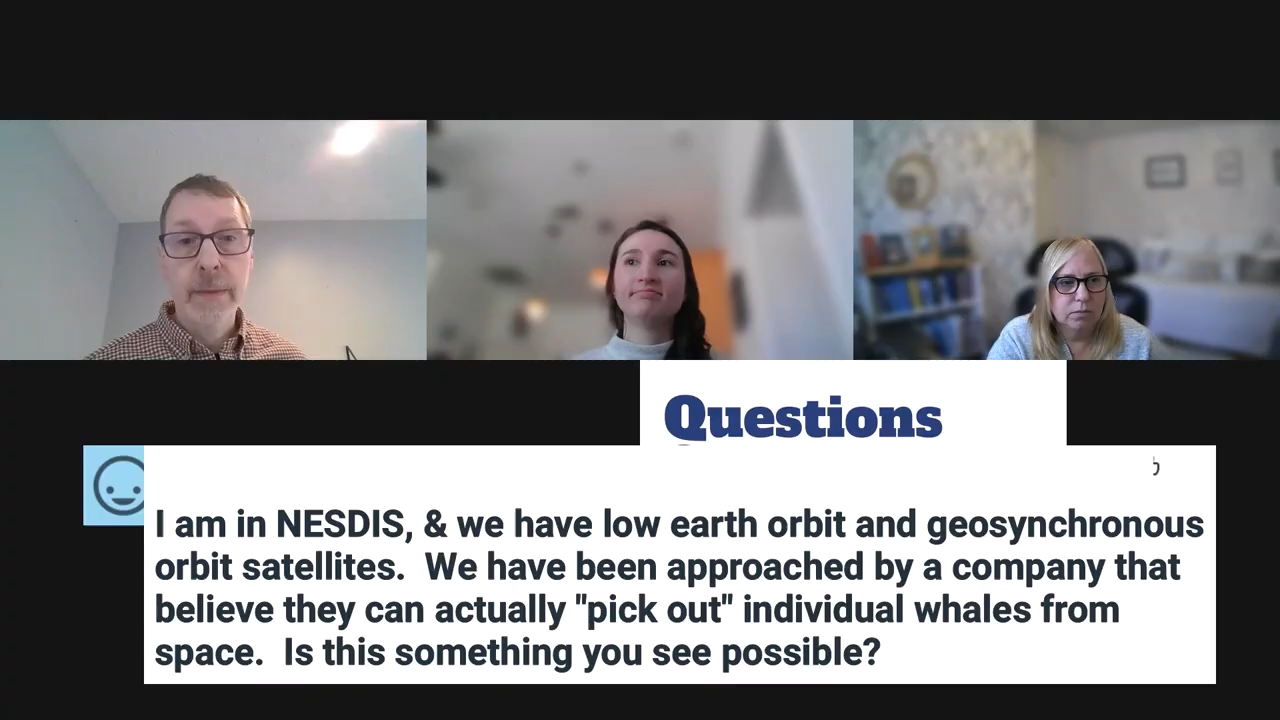 Questions
I am in NESDIS, & we have low earth orbit and geosynchronous
orbit satellites.  We have been approached by a company that
believe they can actually "pick out" individual whales from
space.  Is this something you see possible?